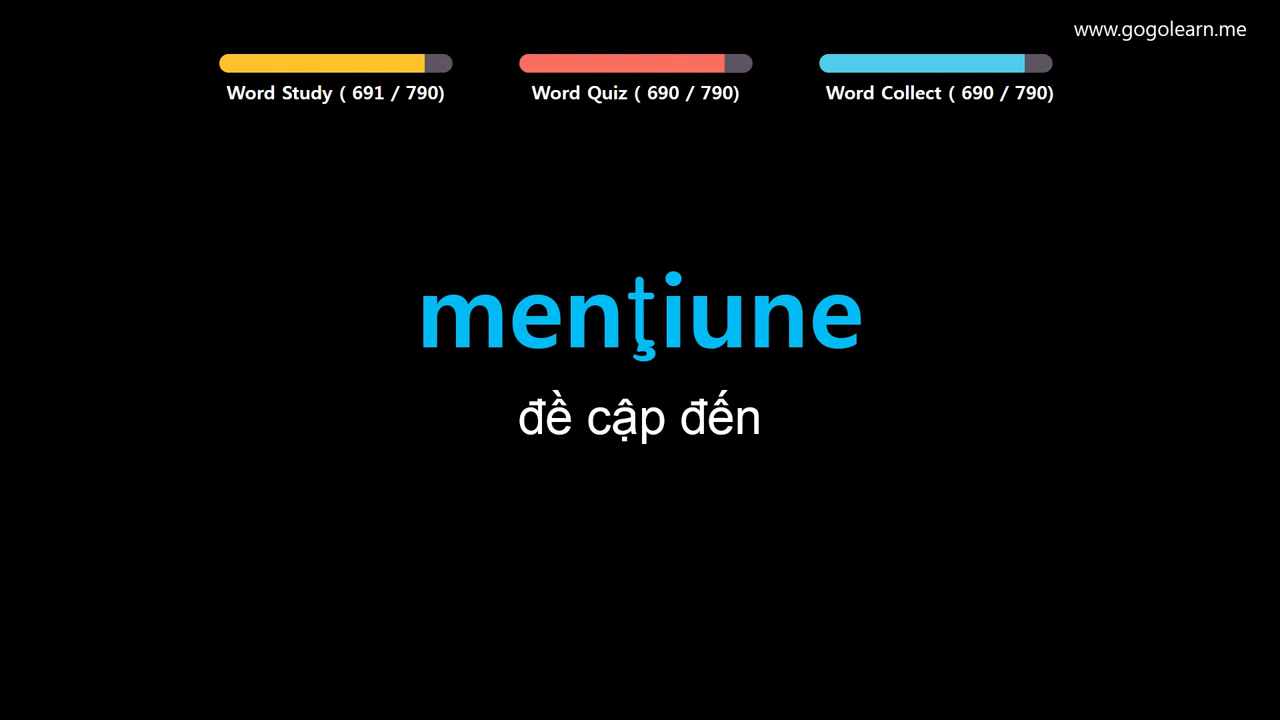 www.gogolearn.me
Word Study ( 691 / 790)
Word Quiz ( 690 / 790)
Word Collect ( 690 / 790)
menţiune
đề cập đến